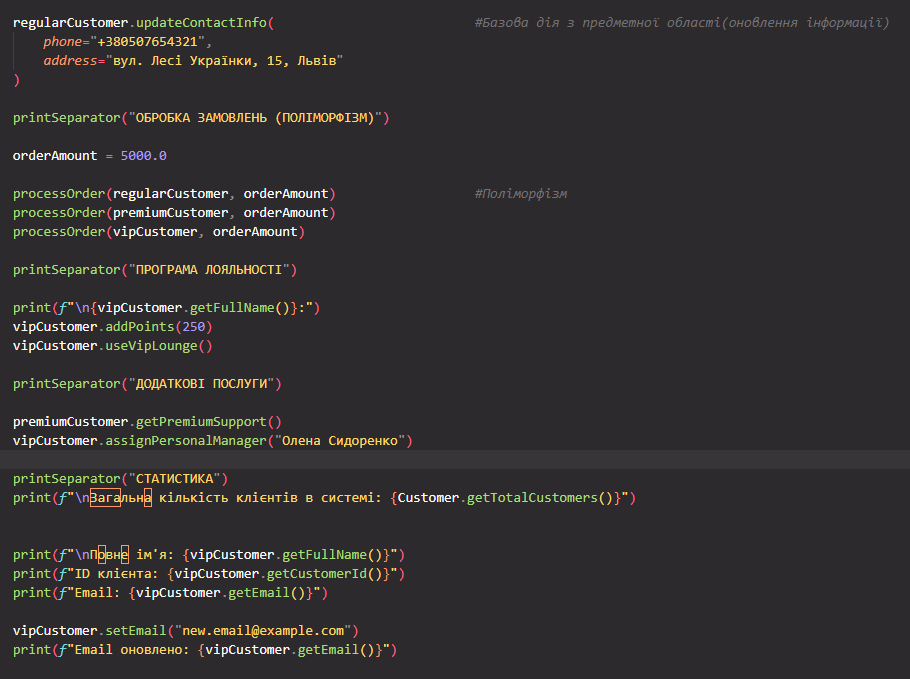 regularCustomer.updateContactInfo( #Базова дія з предметної області(оновлення інформації)
phone="+380507654321",
address="вул. Лесі Українки, 15, Львів"
)
printSeparator("ОБРОБКА ЗАМОВЛЕНЬ (ПОЛІМОРФІЗМ)")
orderAmount = 5000.0
processOrder(regularCustomer, orderAmount) #Поліморфізм
processOrder(premiumCustomer, orderAmount)
processOrder(vipCustomer, orderAmount)
printSeparator("ПРОГРАМА ЛОЯЛЬНОСТІ")
print(f"\n{vipCustomer.getFullName()}:")
vipCustomer.addPoints(250)
vipCustomer.useVipLounge()
printSeparator("ДОДАТКОВІ ПОСЛУГИ")
premiumCustomer.getPremiumSupport()
vipCustomer.assignPersonalManager("Олена Сидоренко")
printSeparator("СТАТИСТИКА")
print(f"\nЗагальна кількість клієнтів в системі: {Customer.getTotalCustomers()}")
print(f"\nПовне ім'я: {vipCustomer.getFullName()}")
print(f"ID клієнта: {vipCustomer.getCustomerId()}")
print(f"Email: {vipCustomer.getEmail()}")
vipCustomer.setEmail("new.email@example.com")
print(f"Email оновлено: {vipCustomer.getEmail()}")